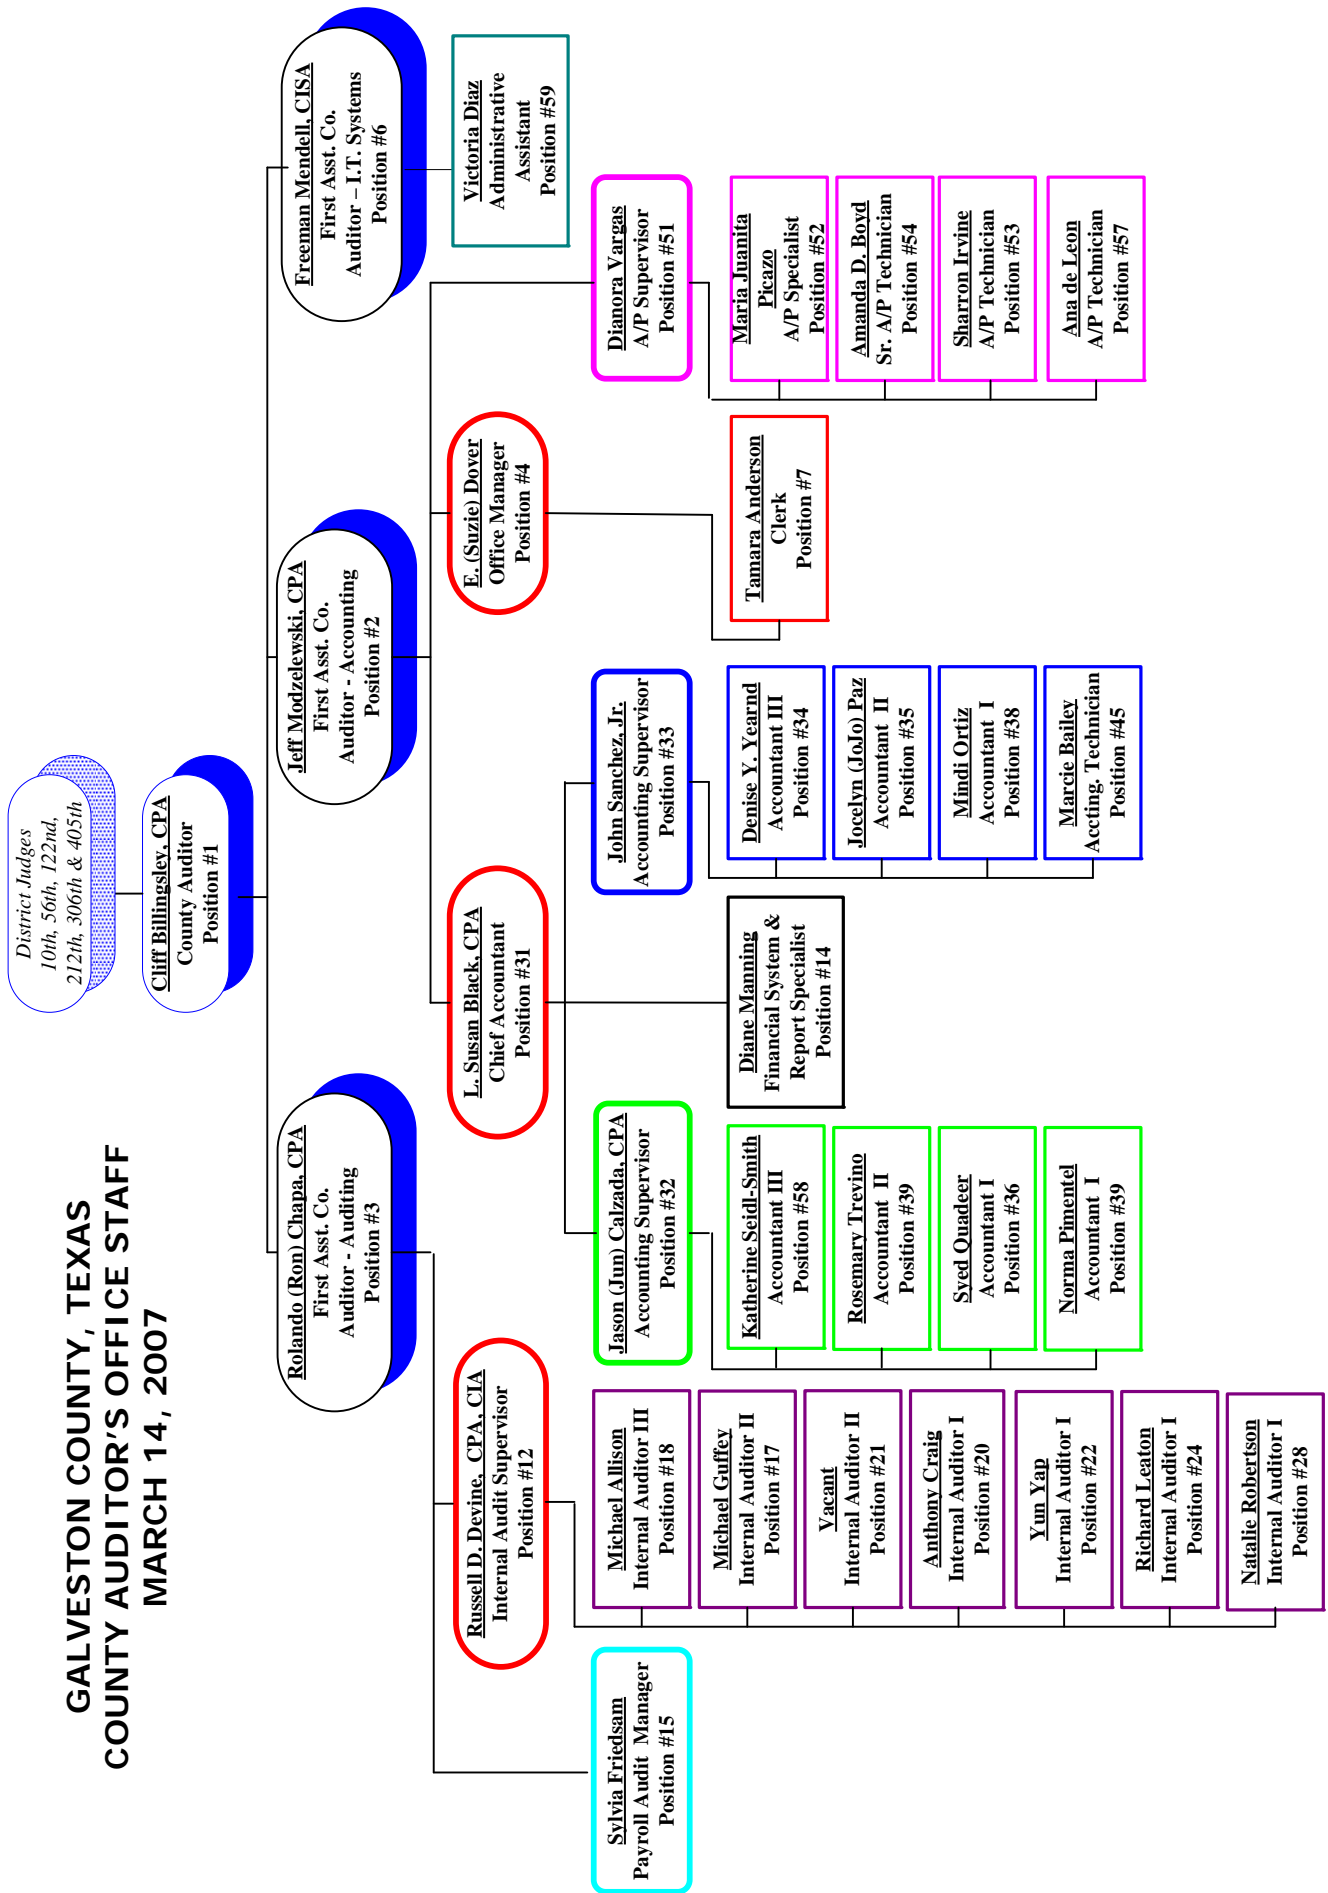 GALVESTON COUNTY, TEXAS
COUNTY AUDITOR'S OFFICE STAFF
MARCH 14, 2007
District Judges
10th, 56th, 122nd,
212th, 306th & 405th
Cliff Billingsley, CPA
County Auditor
Position #1
Rolando (Ron) Chapa, CPA
First Asst. Co.
Auditor - Auditing
Position #3
Jeff Modzelewski, CPA
First Asst. Co.
Auditor - Accounting
Position #2
Freeman Mendell, CISA
First Asst. Co.
Auditor – I.T. Systems
Position #6
Russell D. Devine, CPA, CIA
Internal Audit Supervisor
Position #12
L. Susan Black, CPA
Chief Accountant
Position #31
E. (Suzie) Dover
Office Manager
Position #4
Victoria Diaz
Administrative
Assistant
Position #59
Sylvia Friedsam
Payroll Audit Manager
Position #15
Michael Allison
Internal Auditor III
Position #18
Michael Guffey
Internal Auditor II
Position #17
Vacant
Internal Auditor II
Position #21
Anthony Craig
Internal Auditor I
Position #20
Yun Yap
Internal Auditor I
Position #22
Richard Leaton
Internal Auditor I
Position #24
Natalie Robertson
Internal Auditor I
Position #28
Jason (Jun) Calzada, CPA
Accounting Supervisor
Position #32
Katherine Seidl-Smith
Accountant III
Position #58
Rosemary Trevino
Accountant II
Position #39
Syed Quadeer
Accountant I
Position #36
Norma Pimentel
Accountant I
Position #39
Diane Manning
Financial System &
Report Specialist
Position #14
John Sanchez, Jr.
Accounting Supervisor
Position #33
Denise Y. Yearnd
Accountant III
Position #34
Jocelyn (JoJo) Paz
Accountant II
Position #35
Mindi Ortiz
Accountant I
Position #38
Marcie Bailey
Accting. Technician
Position #45
Tamara Anderson
Clerk
Position #7
Dianora Vargas
A/P Supervisor
Position #51
Maria Juanita
Picazo
A/P Specialist
Position #52
Amanda D. Boyd
Sr. A/P Technician
Position #54
Sharron Irvine
A/P Technician
Position #53
Ana de Leon
A/P Technician
Position #57